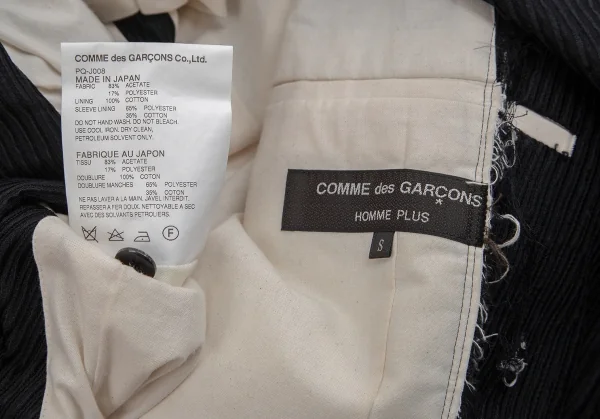 COMME des GARÇONS Co.,Ltd.
PQ-J008
MADE IN JAPAN
FABRIC 83% ACETATE
17% POLYESTER
LINING 100% COTTON
SLEEVE LINING 65% POLYESTER
35% COTTON
DO NOT HAND WASH. DO NOT BLEACH.
USE COOL IRON. DRY CLEAN,
PETROLEUM SOLVENT ONLY.
FABRIQUE AU JAPON
TISSU 83% ACETATE
17% POLYESTER
DOUBLURE 100% COTON
DOUBLURE MANCHES 65% POLYESTER
35% COTON
NE PAS LAVER A LA MAIN. JAVEL INTERDIT.
REPASSER A FER DOUX. NETTOYABLE A SEC
AVEC DES SOLVANTS PETROLIERS.
F
COMME des GARÇONS
HOMME PLUS
S